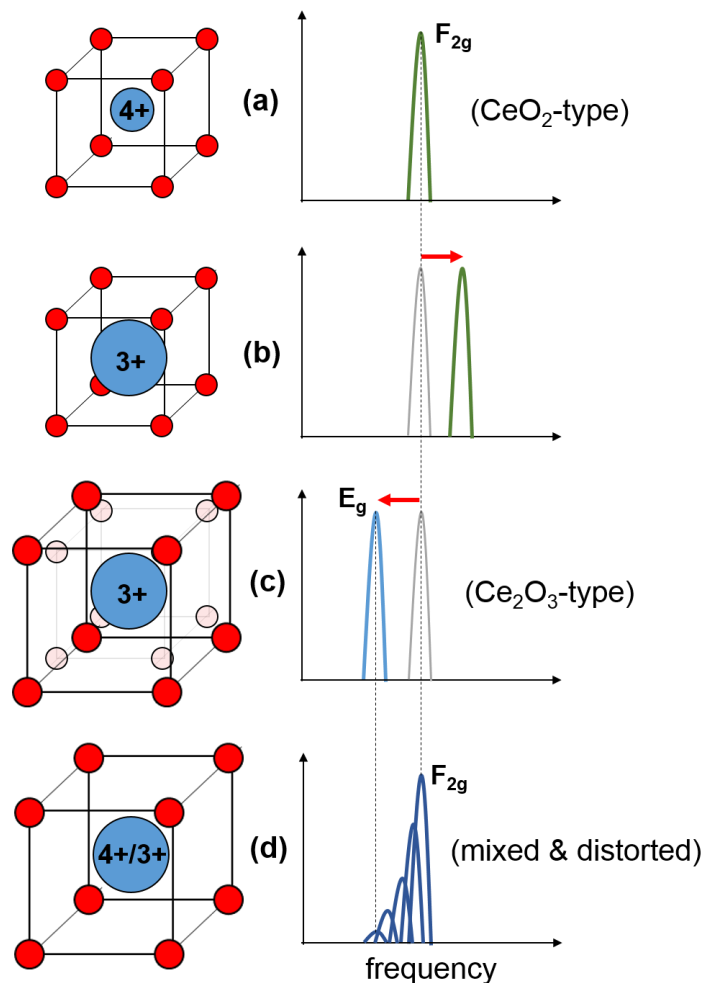 4+
(a)
F2g
(CeO2-type)
3+
(b)
3+
(c)
Eg
(Ce2O3-type)
4+/3+
(d)
F2g
(mixed & distorted)
frequency